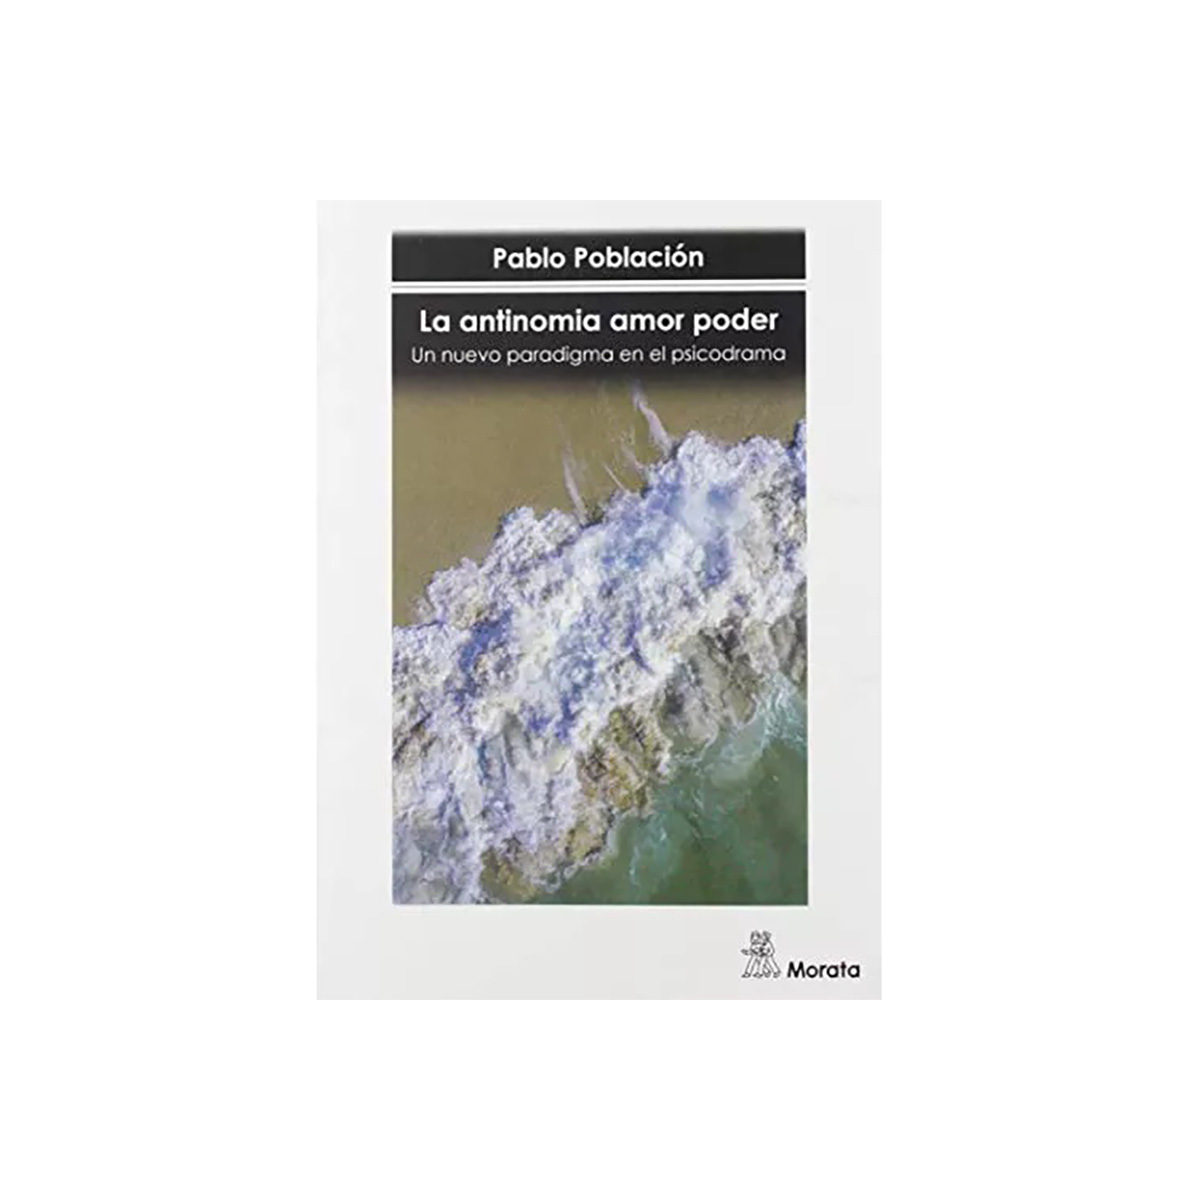 Pablo Población
La antinomia amor poder
Un nuevo paradigma en el psicodrama
Morata